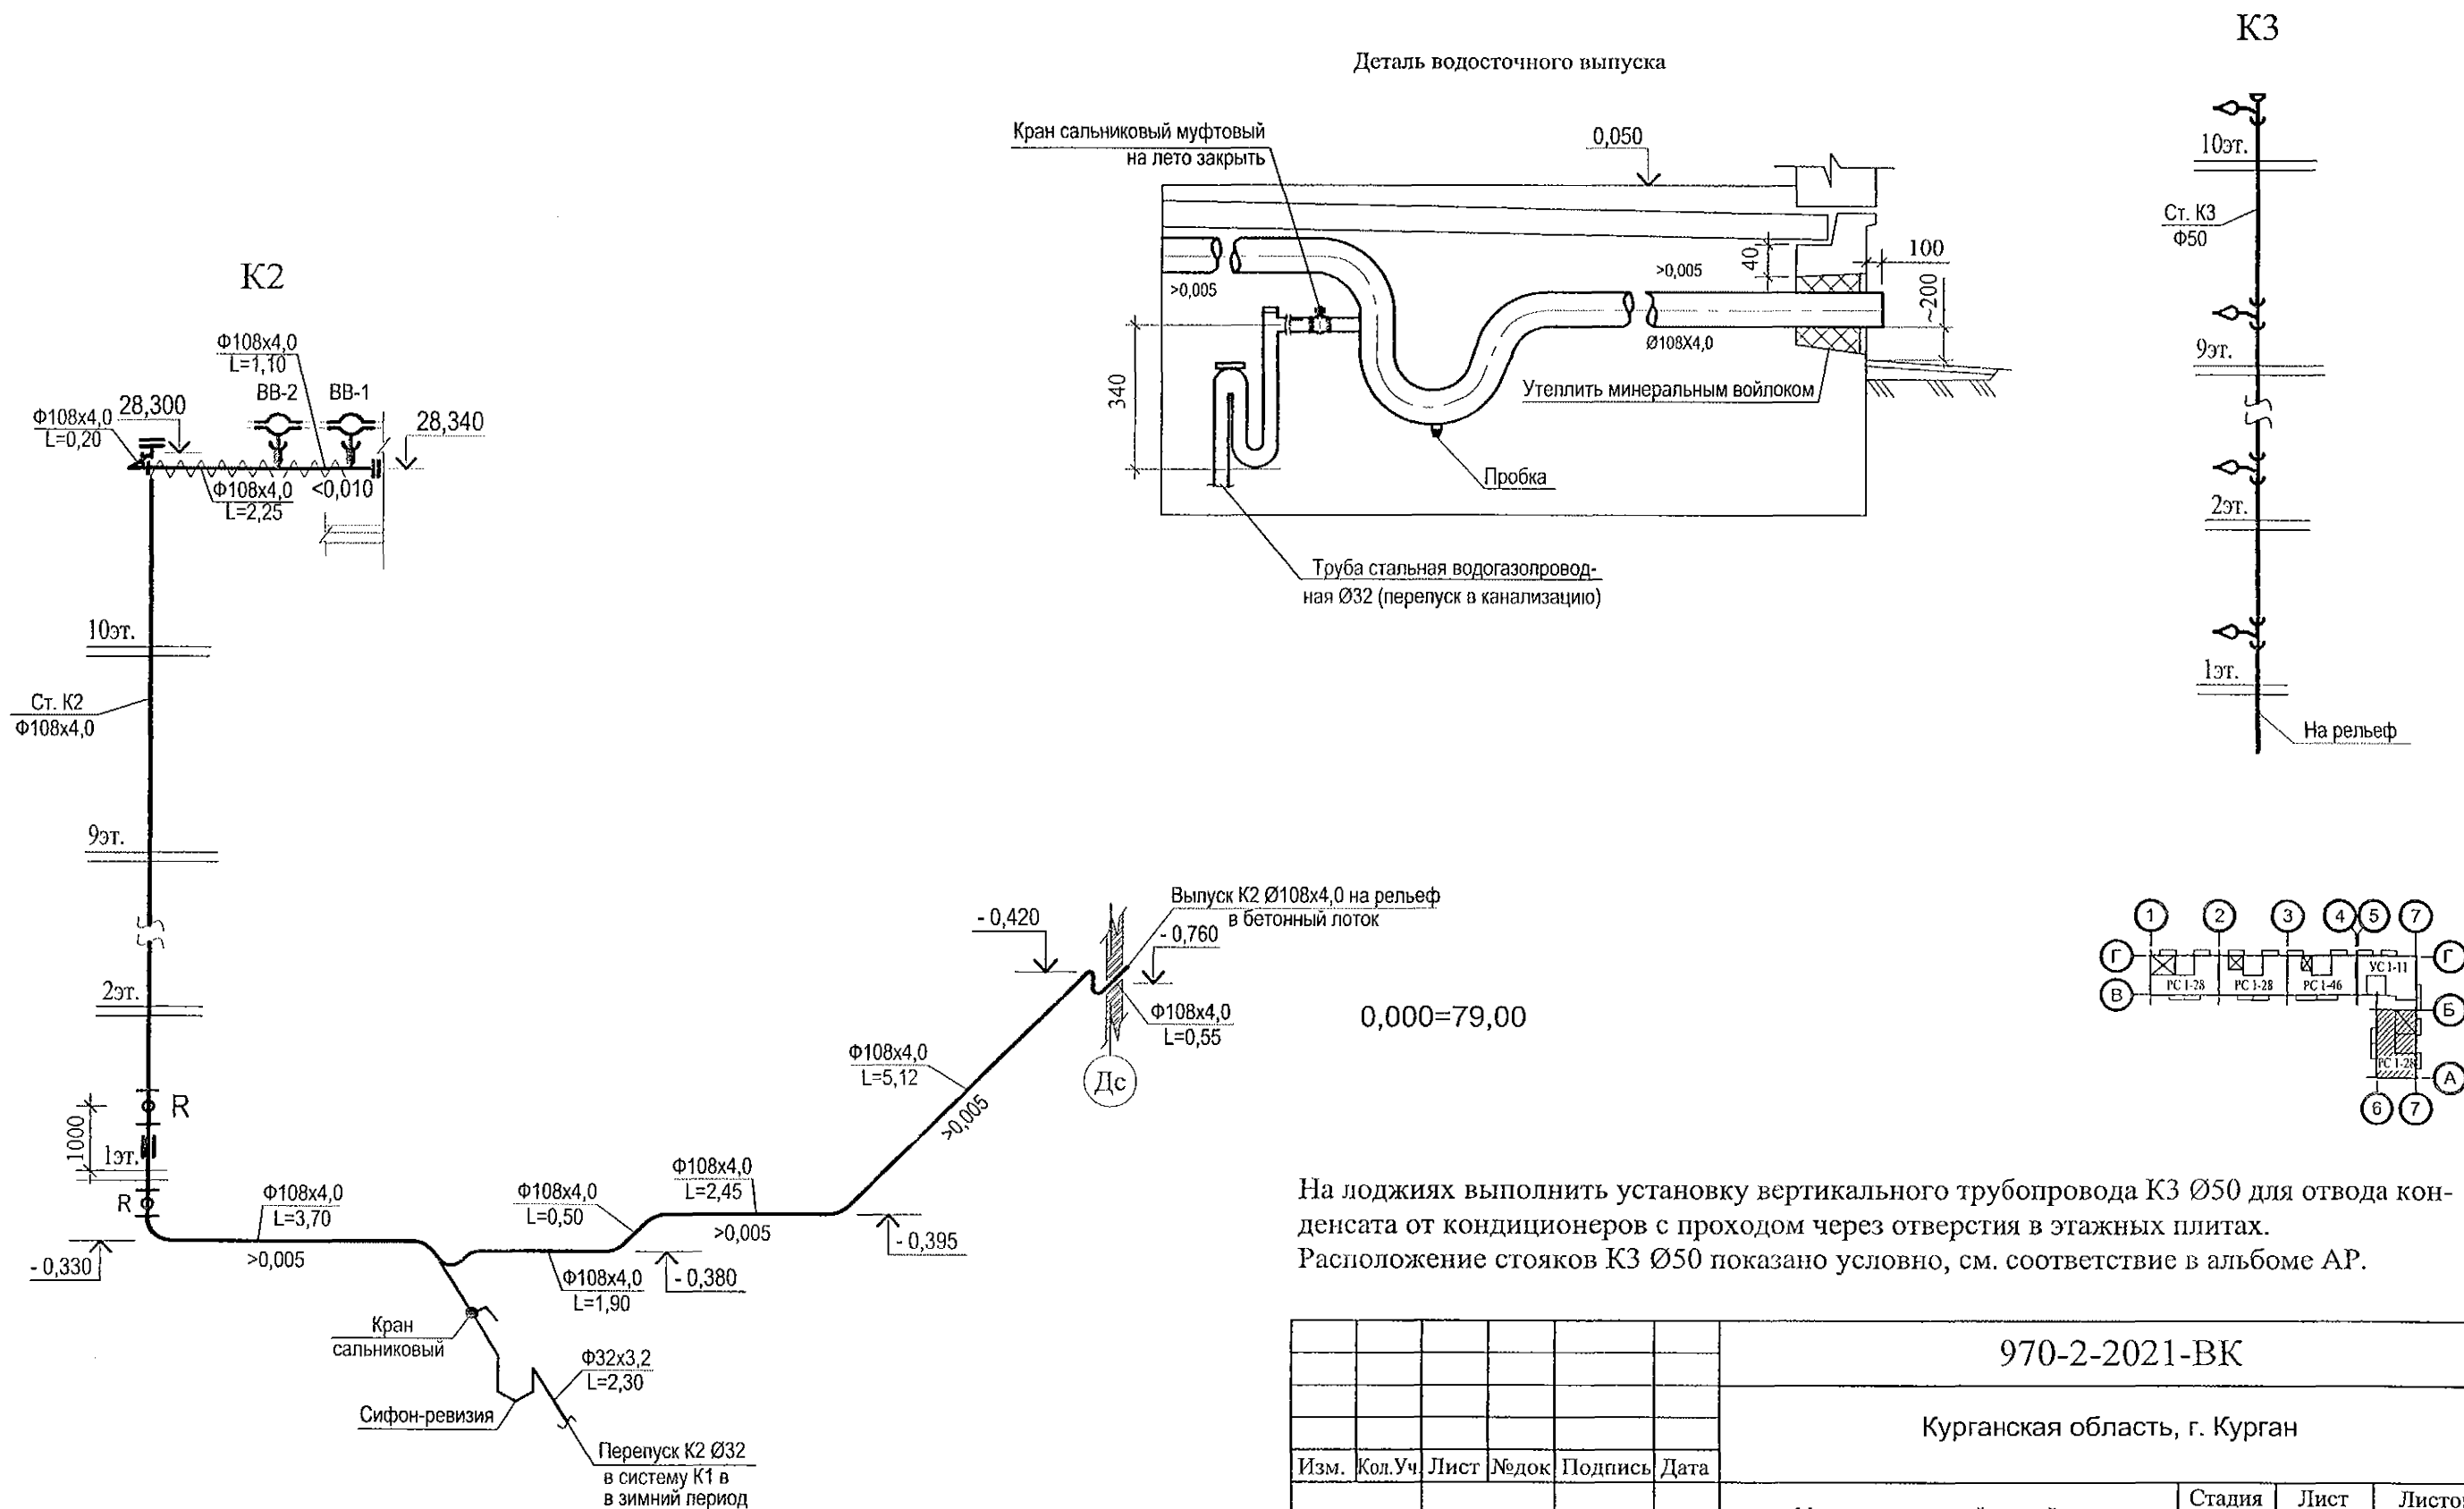 К3
Деталь водосточного выпуска
Кран сальниковый муфтовый
на лето закрыть
0,050
>0,005
340
40
>0,005
100
~200
Ø108X4,0
Утеплить минеральным войлоком
Пробка
Труба стальная водогазопровод-
ная Ø32 (перепуск в канализацию)
10эт.
Ст. К3
Ф50
9эт.
2эт.
1эт.
На рельеф
К2
Ф108х4,0
L=1,10
ВВ-2
ВВ-1
Ф108х4,0
L=0,20
28,300
28,340
Ф108х4,0
L=2,25
<0,010
10эт.
Ст. К2
Ф108х4,0
9эт.
2эт.
R
1000
1эт.
R
- 0,330
Ф108х4,0
L=3,70
>0,005
Ф108х4,0
L=0,50
Ф108х4,0
L=1,90
- 0,380
Ф108х4,0
L=2,45
>0,005
- 0,395
Ф108х4,0
L=5,12
>0,005
- 0,420
Выпуск К2 Ø108х4,0 на рельеф
в бетонный лоток
- 0,760
Ф108х4,0
L=0,55
Дс
Кран
сальниковый
Ф32х3,2
L=2,30
Сифон-ревизия
Перепуск К2 Ø32
в систему К1 в
в зимний период
0,000=79,00
1
2
3
4
5
7
Г
Г
УС 1-11
РС 1-28
РС 1-28
РС 1-46
В
Б
РС 1-28
А
6
7
На лоджиях выполнить установку вертикального трубопровода К3 Ø50 для отвода кон-
денсата от кондиционеров с проходом через отверстия в этажных плитах.
Расположение стояков К3 Ø50 показано условно, см. соответствие в альбоме АР.
970-2-2021-ВК
Курганская область, г. Курган
Изм.
Кол.Уч
Лист
№док
Подпись
Дата
Стадия
Лист